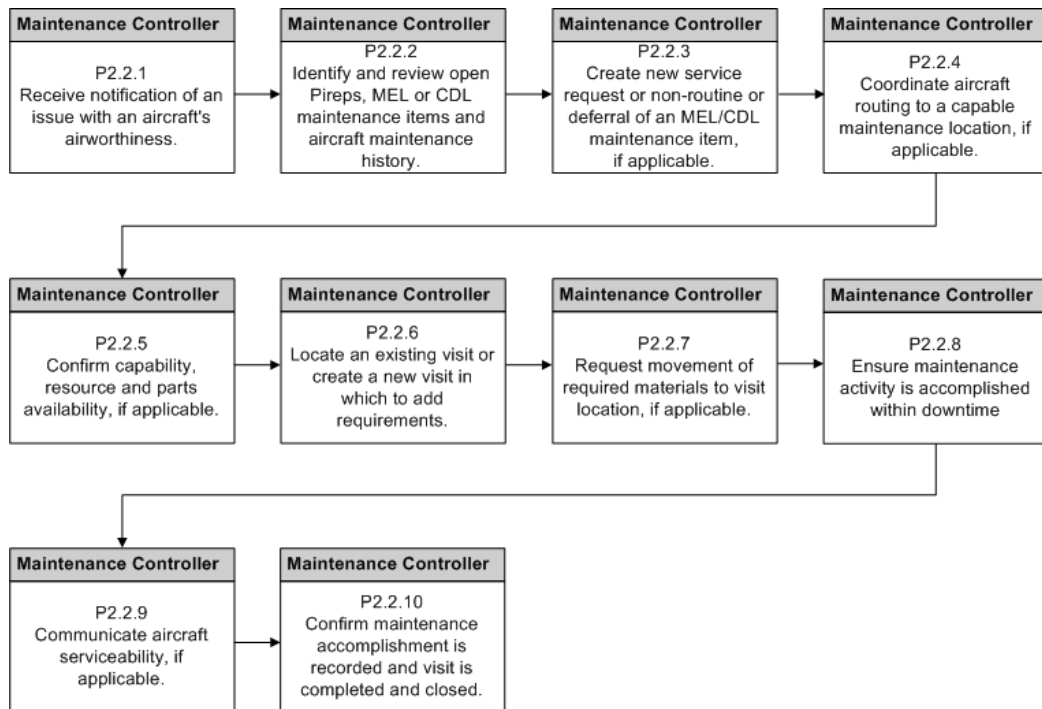 Maintenance Controller
P2.2.1
Receive notification of an
issue with an aircraft's
airworthiness.
Maintenance Controller
P2.2.2
Identify and review open
Pireps, MEL or CDL
maintenance items and
aircraft maintenance
history.
Maintenance Controller
P2.2.3
Create new service
request or non-routine or
deferral of an MEL/CDL
maintenance item,
if applicable.
Maintenance Controller
P2.2.4
Coordinate aircraft
routing to a capable
maintenance location, if
applicable.
Maintenance Controller
P2.2.5
Confirm capability,
resource and parts
availability, if applicable.
Maintenance Controller
P2.2.6
Locate an existing visit or
create a new visit in
which to add
requirements.
Maintenance Controller
P2.2.7
Request movement of
required materials to visit
location, if applicable.
Maintenance Controller
P2.2.8
Ensure maintenance
activity is accomplished
within downtime
Maintenance Controller
P2.2.9
Communicate aircraft
serviceability, if
applicable.
Maintenance Controller
P2.2.10
Confirm maintenance
accomplishment is
recorded and visit is
completed and closed.